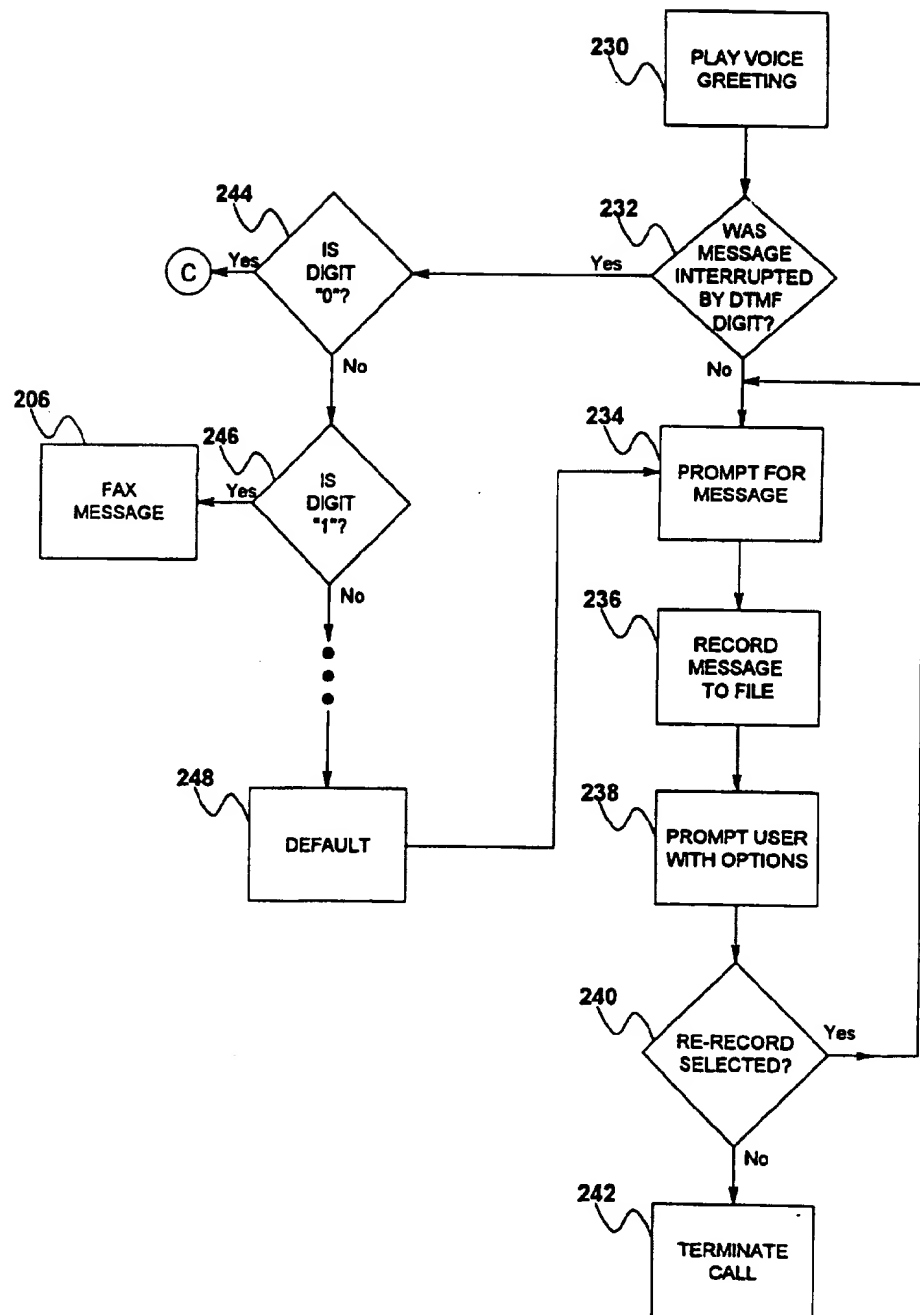 230
PLAY VOICE
GREETING
244
232
IS
DIGIT
"0"?
Yes
C
Yes
WAS
MESSAGE
INTERRUPTED
BY DTMF
DIGIT?
No
No
206
246
234
FAX
MESSAGE
Yes
IS
DIGIT
"1"?
PROMPT FOR
MESSAGE
No
236
RECORD
MESSAGE
TO FILE
248
238
DEFAULT
PROMPT USER
WITH OPTIONS
240
RE-RECORD
SELECTED?
Yes
No
242
TERMINATE
CALL